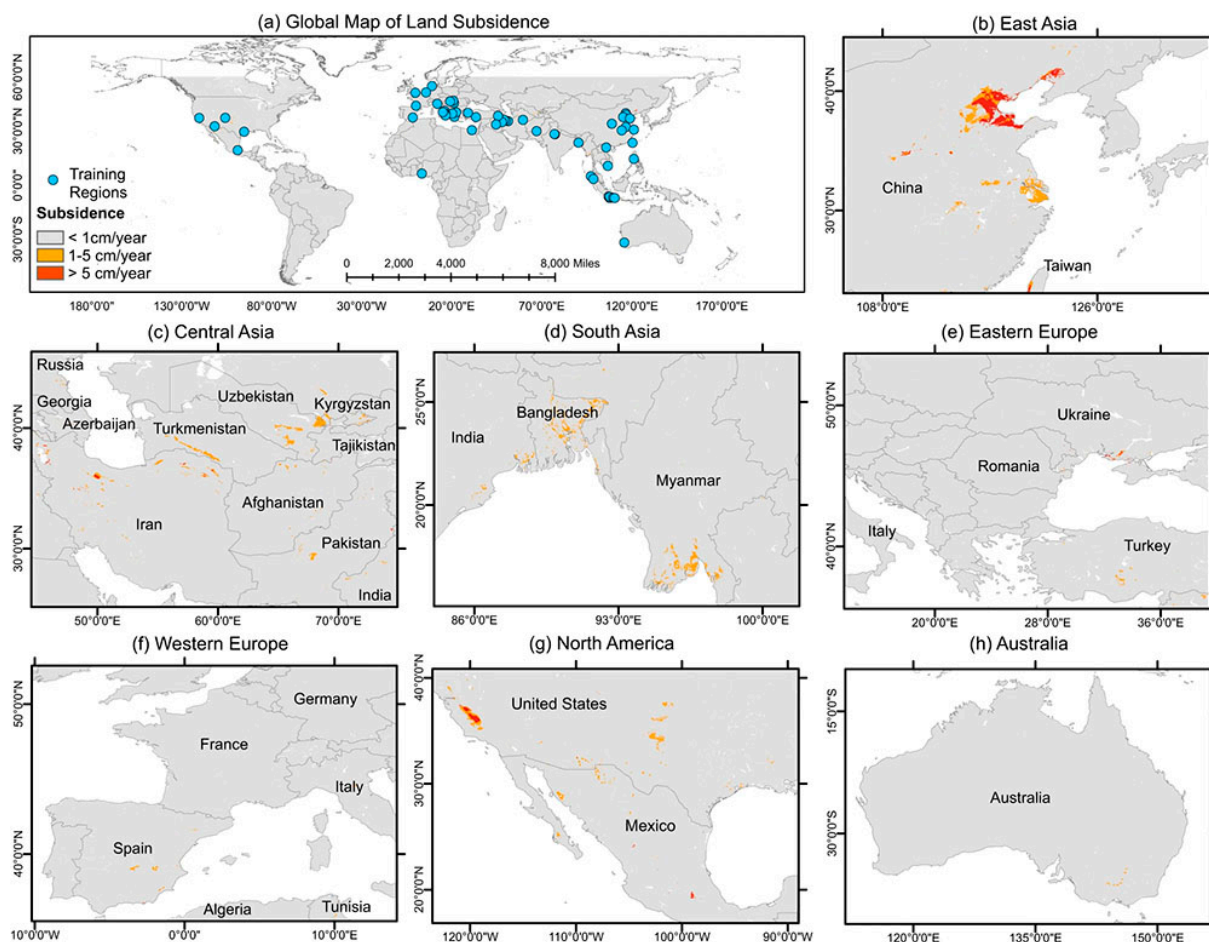 (a) Global Map of Land Subsidence
60°0'0"N
30°0'0"N
0°0'0"
30°0'0"S
Training
Regions
Subsidence
< 1cm/year
1-5 cm/year
> 5 cm/year
0 2,000 4,000 8,000 Miles
180°0'0" 130°0'0"W 80°0'0"W 30°0'0"W 20°0'0"E 70°0'0"E 120°0'0"E 170°0'0"E
(b) East Asia
40°0'0"N
30°0'0"N
China
Taiwan
108°0'0"E 126°0'0"E
(c) Central Asia
40°0'0"N
30°0'0"N
Russia
Georgia
Azerbaijan
Uzbekistan
Kyrgyzstan
Turkmenistan
Tajikistan
Afghanistan
Iran
Pakistan
India
50°0'0"E 60°0'0"E 70°0'0"E
(d) South Asia
25°0'0"N
20°0'0"N
Bangladesh
India
Myanmar
86°0'0"E 93°0'0"E 100°0'0"E
(e) Eastern Europe
50°0'0"N
40°0'0"N
Ukraine
Romania
Italy
Turkey
20°0'0"E 28°0'0"E 36°0'0"E
(f) Western Europe
50°0'0"N
40°0'0"N
Germany
France
Italy
Spain
Algeria
Tunisia
10°0'0"W 0°0'0" 10°0'0"E
(g) North America
40°0'0"N
30°0'0"N
20°0'0"N
United States
Mexico
120°0'0"W 110°0'0"W 100°0'0"W 90°0'0"W
(h) Australia
15°0'0"S
30°0'0"S
Australia
120°0'0"E 135°0'0"E 150°0'0"E